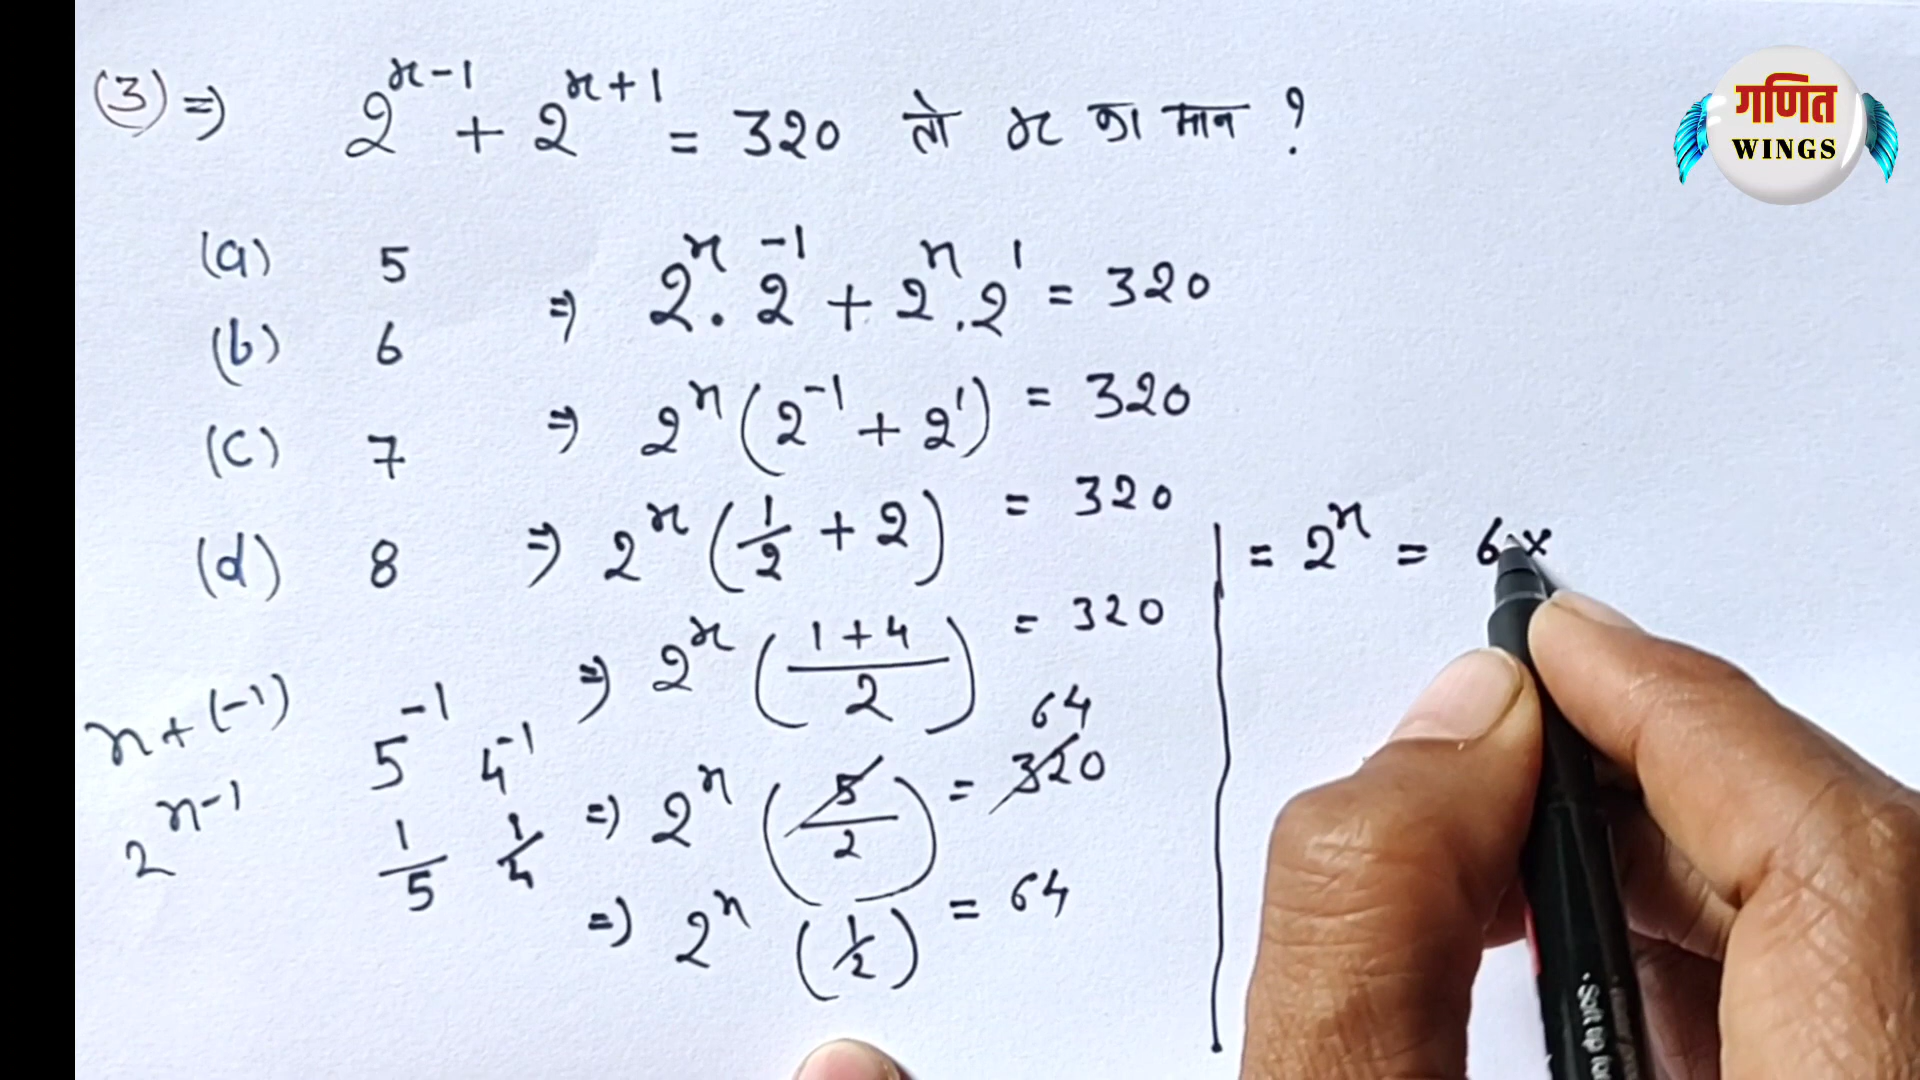 (3) ⇒ 2^{x-1} + 2^{x+1} = 320 तो x का मान ?
गणित
WINGS
(a) 5
(b) 6
(c) 7
(d) 8
⇒ 2^x . 2^{-1} + 2^x . 2^1 = 320
⇒ 2^x (2^{-1} + 2^1) = 320
⇒ 2^x (1/2 + 2) = 320
⇒ 2^x ((1+4)/2) = 320
⇒ 2^x (5/2) = 320 64
⇒ 2^x (1/2) = 64
x + (-1)
2^{x-1}
5^{-1} 4^{-1}
1/5 1/4
= 2^x = 6 ×